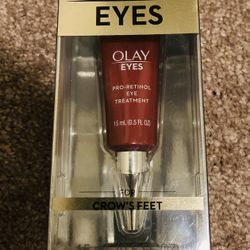 EYES
OLAY
EYES
PRO-RETINOL
EYE
TREATMENT
15 mL (0.5 FL OZ)
FOR
CROW'S FEET